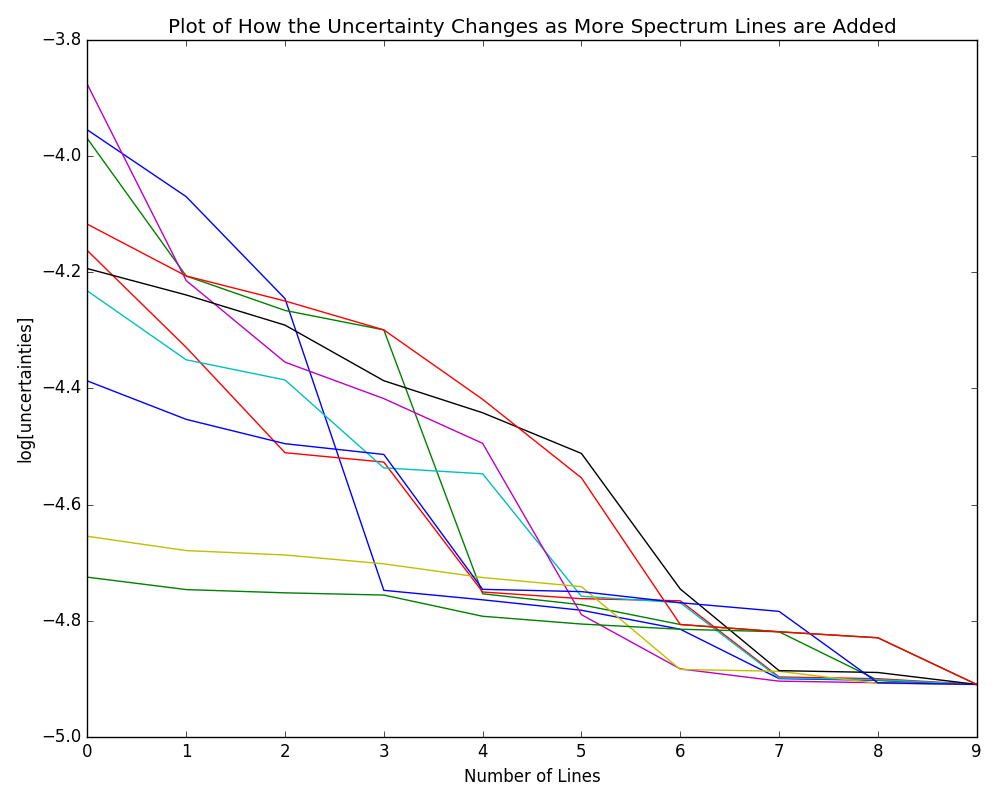 Plot of How the Uncertainty Changes as More Spectrum Lines are Added
−3.8
−4.0
−4.2
−4.4
−4.6
−4.8
−5.0
log[uncertainties]
0 1 2 3 4 5 6 7 8 9
Number of Lines